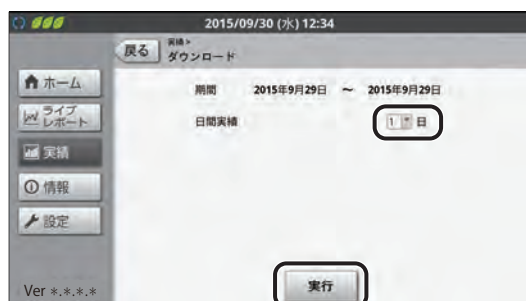 2015/09/30 (水) 12:34
戻る
実績>
ダウンロード
ホーム
ライブ
レポート
実績
情報
設定
Ver *.*.*.*
期間 2015年9月29日 ～ 2015年9月29日
日間実績 1 日
実行